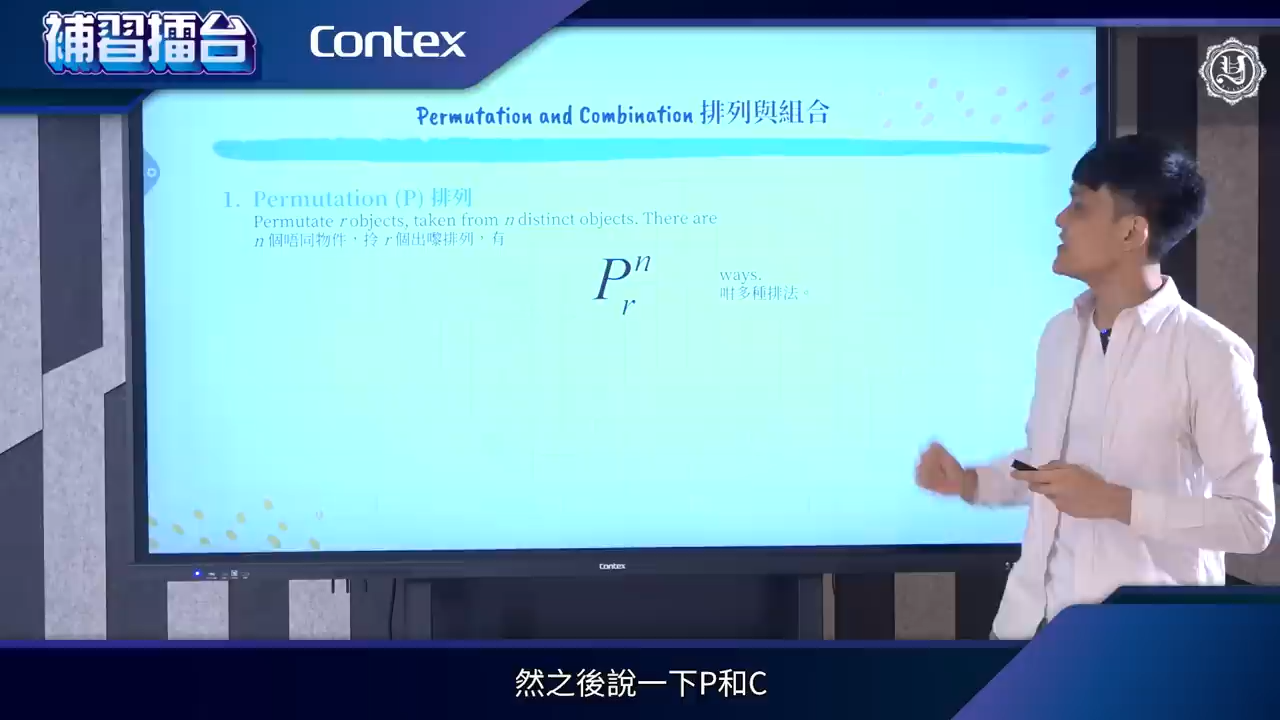 補習擂台
Contex
Permutation and Combination 排列與組合
1. Permutation (P) 排列
Permutate r objects, taken from n distinct objects. There are
n 個唔同物件，拎 r 個出嚟排列，有
P^n_r
ways.
咁多種排法。
Contex
然之後說一下P和C